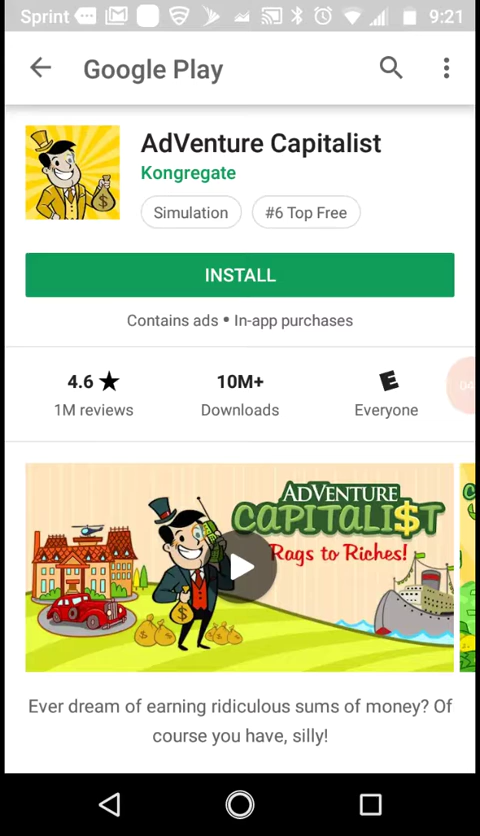 Sprint 9:21
Google Play
AdVenture Capitalist
Kongregate
Simulation #6 Top Free
INSTALL
Contains ads • In-app purchases
4.6 ★ 10M+ E
1M reviews Downloads Everyone
ADVENTURE
CAPITALI$T
Rags to Riches!
Ever dream of earning ridiculous sums of money? Of
course you have, silly!